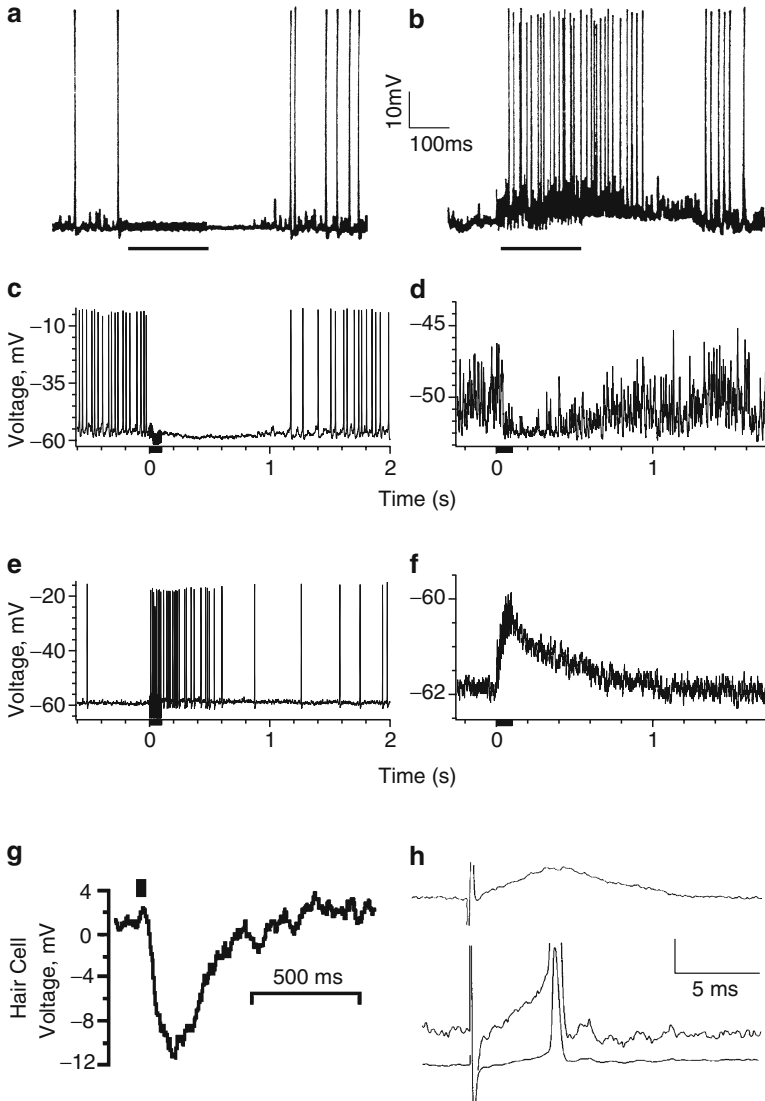 a
b
10mV
100ms
c
d
Voltage, mV
−10
−35
−60
0
1
2
−45
−50
0
1
Time (s)
e
f
Voltage, mV
−20
−40
−60
0
1
2
−60
−62
0
1
Time (s)
g
h
Hair Cell
Voltage, mV
4
0
−4
−8
−12
500 ms
5 ms